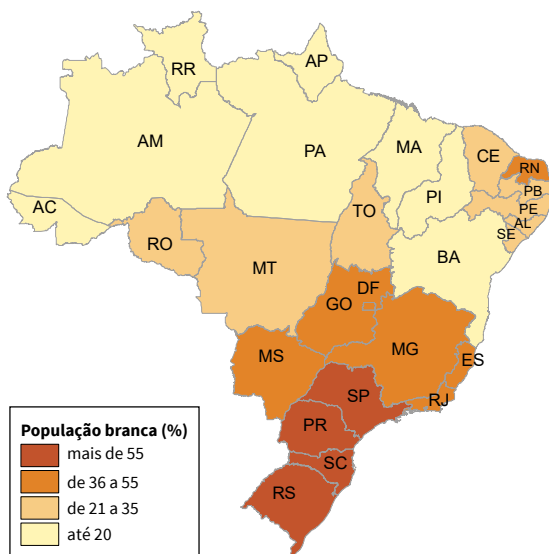 RR
AP
AM
PA
MA
CE
RN
PB
PE
AL
SE
PI
AC
TO
RO
BA
MT
DF
GO
MS
MG
ES
SP
RJ
PR
SC
RS
População branca (%)
mais de 55
de 36 a 55
de 21 a 35
até 20